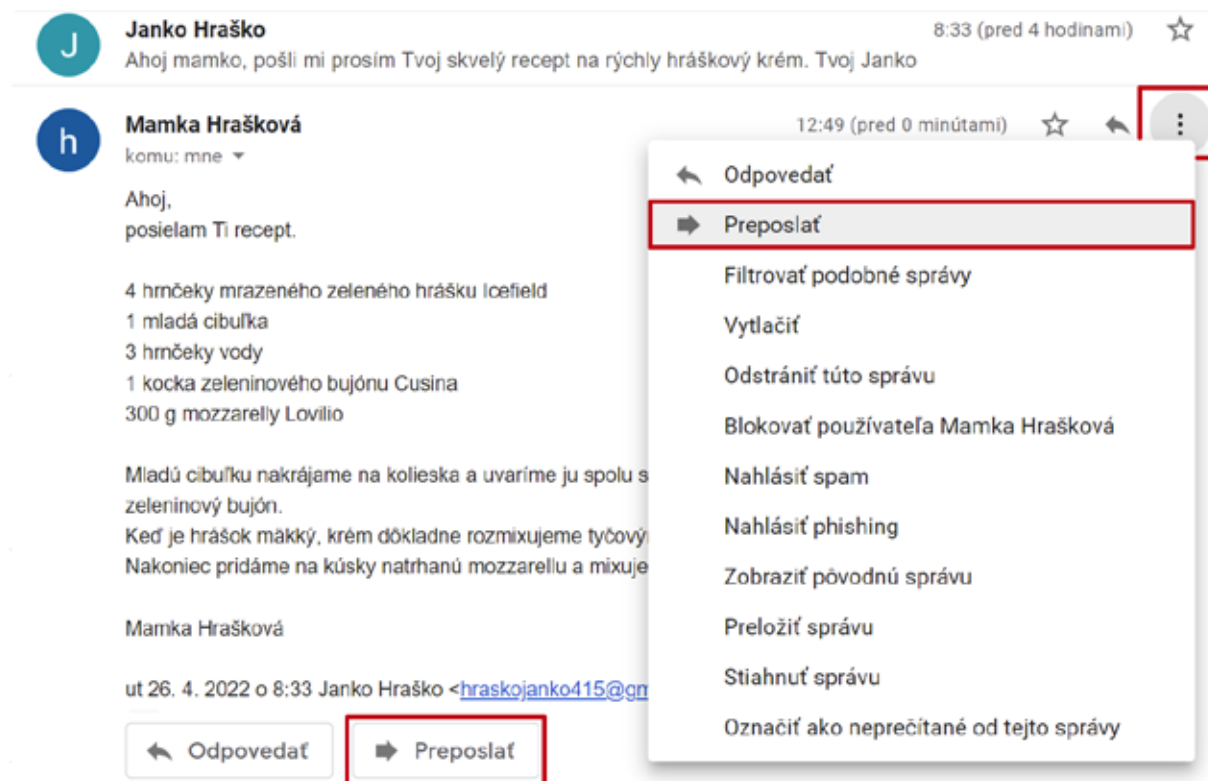 J
Janko Hraško
8:33 (pred 4 hodinami)
Ahoj mamko, pošli mi prosím Tvoj skvelý recept na rýchly hráškový krém. Tvoj Janko
h
Mamka Hrašková
12:49 (pred 0 minútami)
komu: mne
Ahoj,
posielam Ti recept.
4 hrnčeky mrazeného zeleného hrášku Icefield
1 mladá cibuľka
3 hrnčeky vody
1 kocka zeleninového bujónu Cusina
300 g mozzarelly Lovilio
Mladú cibuľku nakrájame na kolieska a uvaríme ju spolu s
zeleninový bujón.
Keď je hrášok mäkký, krém dôkladne rozmixujeme
Nakoniec pridáme na kúsky natrhanú mozzarellu a
Mamka Hrašková
ut 26. 4. 2022 o 8:33 Janko Hraško <hraskojanko415@
Odpovedať
Preposlať
Odpovedať
Preposlať
Filtrovať podobné správy
Vytlačiť
Odstrániť túto správu
Blokovať používateľa Mamka Hrašková
Nahlásiť spam
Nahlásiť phishing
Zobraziť pôvodnú správu
Preložiť správu
Stiahnuť správu
Označiť ako neprečítané od tejto správy